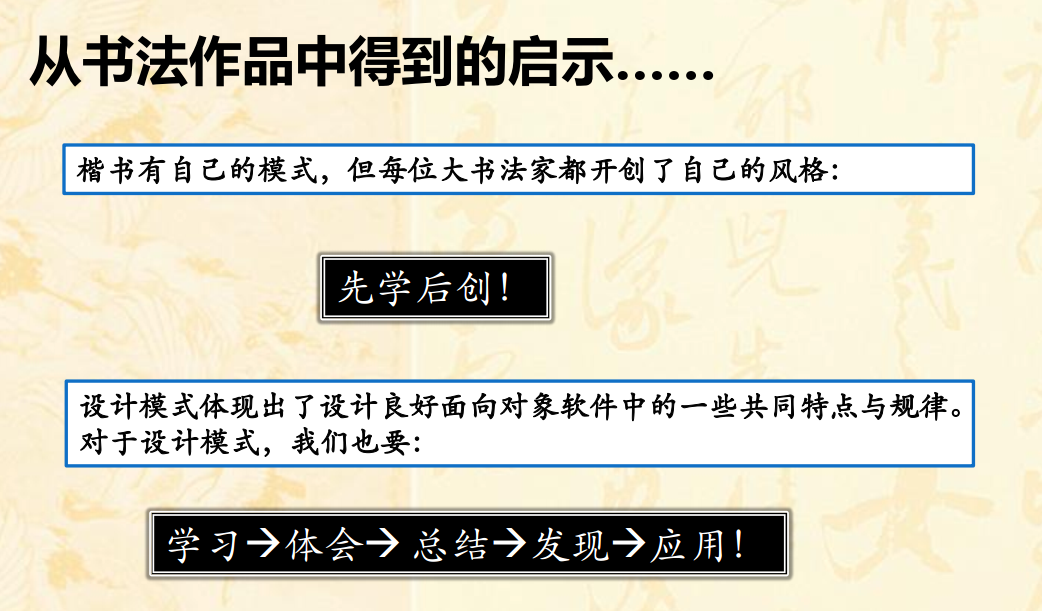 从书法作品中得到的启示……
楷书有自己的模式，但每位大书法家都开创了自己的风格：
先学后创！
设计模式体现出了设计良好面向对象软件中的一些共同特点与规律。
对于设计模式，我们也要：
学习→体会→ 总结→发现→应用！